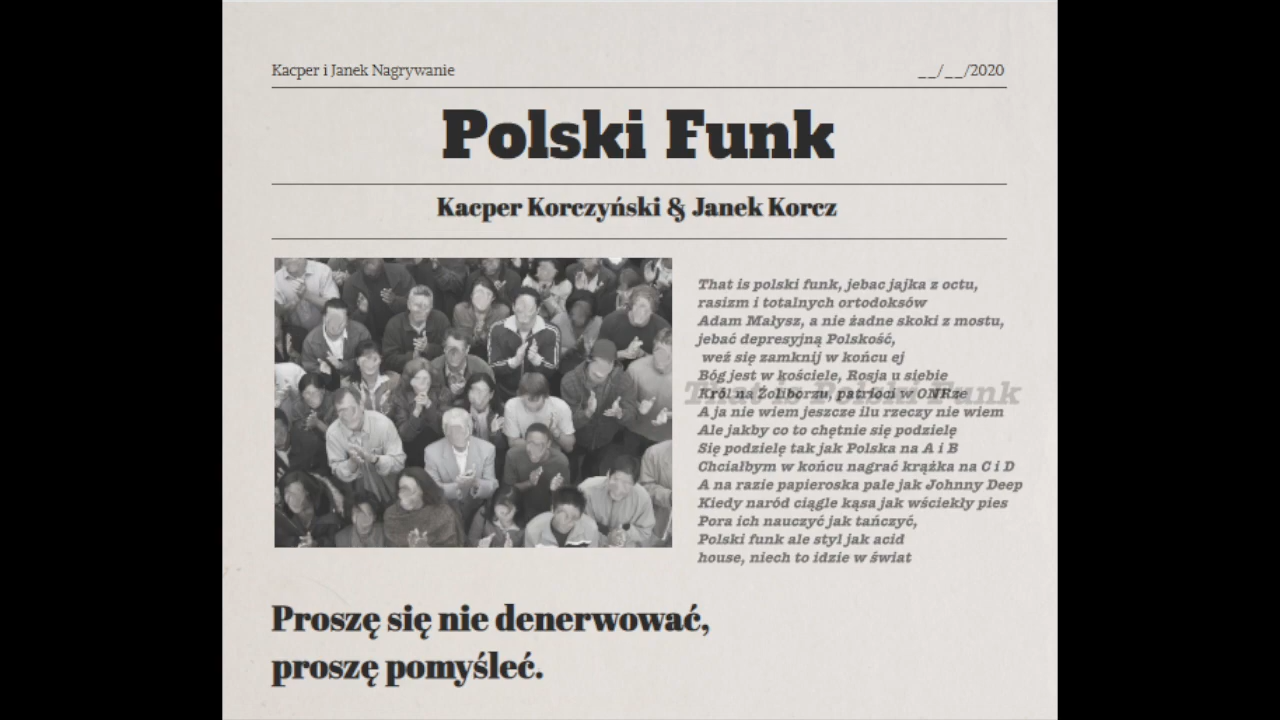 Kacper i Janek Nagrywanie
__/__/2020
Polski Funk
Kacper Korczyński & Janek Korcz
That is polski funk, jebac jajka z octu,
rasizm i totalnych ortodoksów
Adam Małysz, a nie żadne skoki z mostu,
jebać depresyjną Polskość,
weź się zamknij w końcu ej
Bóg jest w kościele, Rosja u siebie
Król na Żoliborzu, patrioci w ONRze
That is Polski Funk
A ja nie wiem jeszcze ilu rzeczy nie wiem
Ale jakby co to chętnie się podzielę
Się podzielę tak jak Polska na A i B
Chciałbym w końcu nagrać krążka na C i D
A na razie papieroska pale jak Johnny Deep
Kiedy naród ciągle kąsa jak wściekły pies
Pora ich nauczyć jak tańczyć,
Polski funk ale styl jak acid
house, niech to idzie w świat
Proszę się nie denerwować,
proszę pomyśleć.